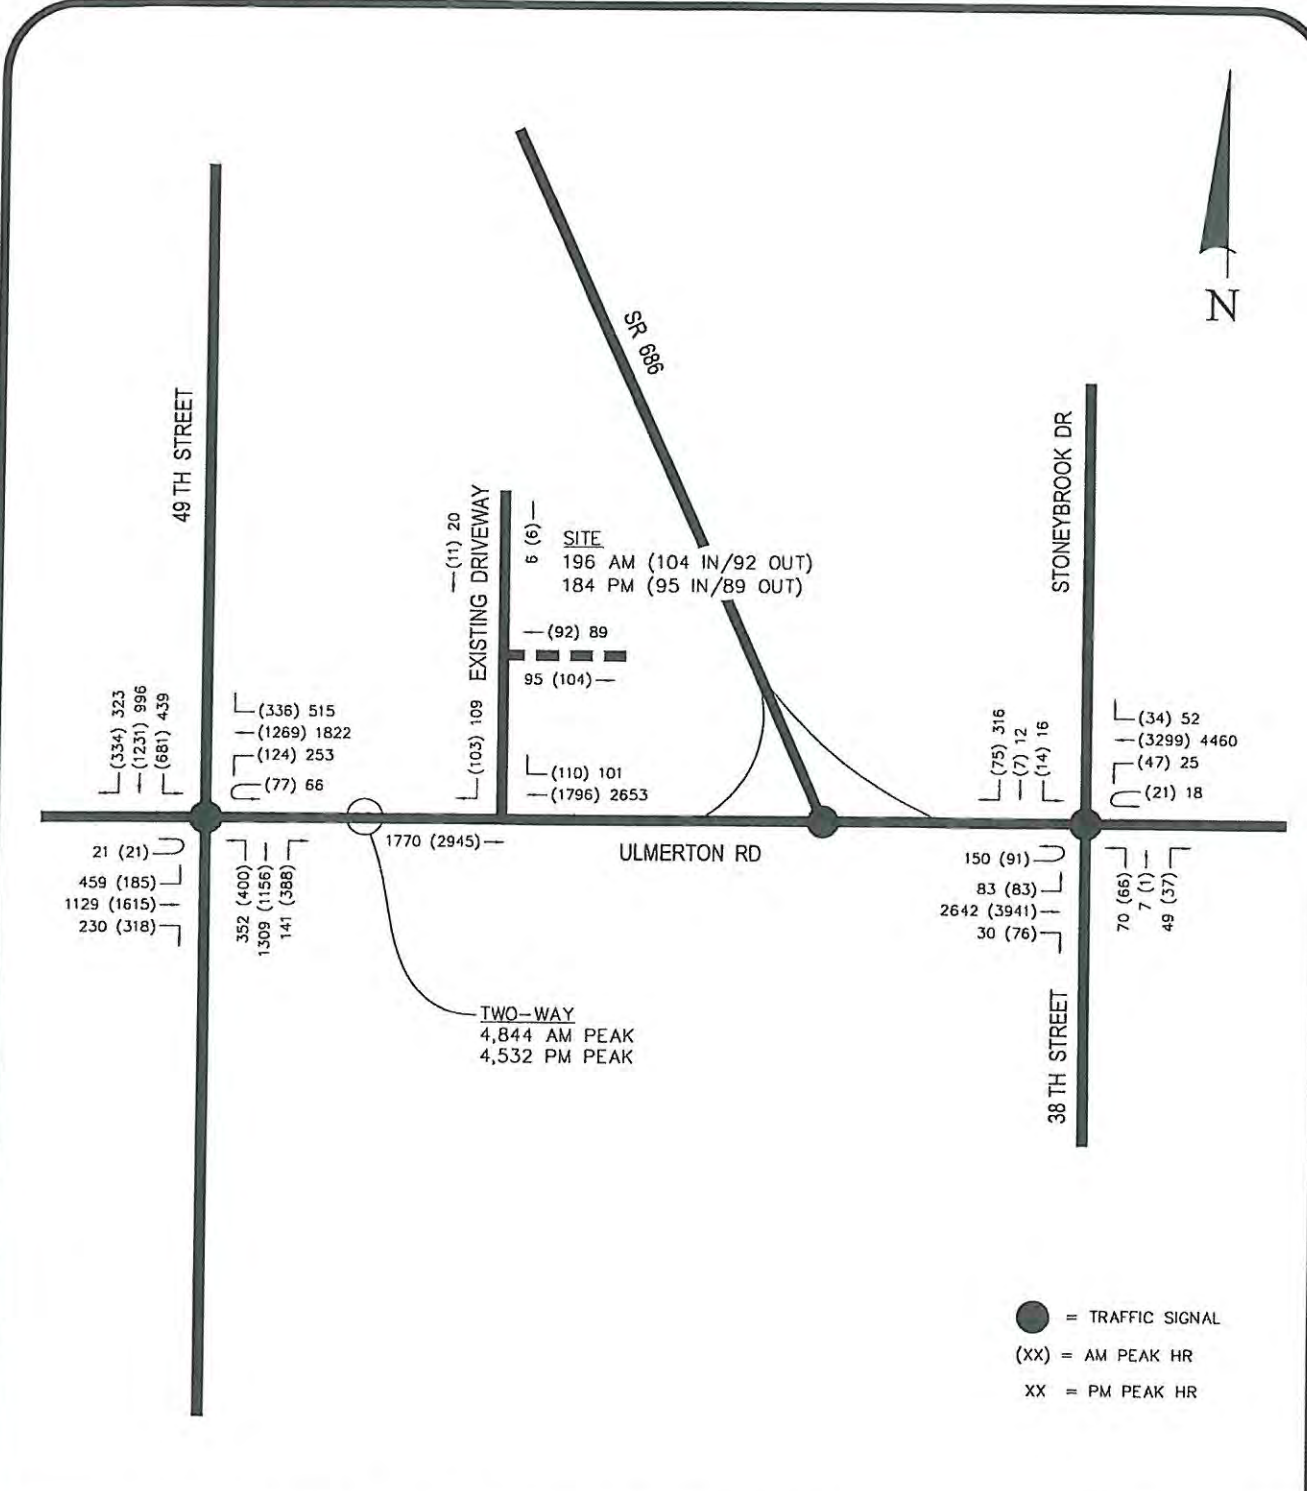 N
SR 686
49 TH STREET
STONEYBROOK DR
(11) 20
EXISTING DRIVEWAY
6 (6)
SITE
196 AM (104 IN/92 OUT)
184 PM (95 IN/89 OUT)
(92) 89
95 (104)
(334) 323
(1231) 996
(681) 439
(336) 515
(1269) 1822
(124) 253
(77) 66
(103) 109
(110) 101
(1796) 2653
(75) 316
(7) 12
(14) 16
(34) 52
(3299) 4460
(47) 25
(21) 18
1770 (2945)
ULMERTON RD
21 (21)
459 (185)
1129 (1615)
230 (318)
352 (400)
1309 (1156)
141 (388)
150 (91)
83 (83)
2642 (3941)
30 (76)
70 (66)
7 (1)
49 (37)
TWO-WAY
4,844 AM PEAK
4,532 PM PEAK
38 TH STREET
= TRAFFIC SIGNAL
(XX) = AM PEAK HR
XX = PM PEAK HR